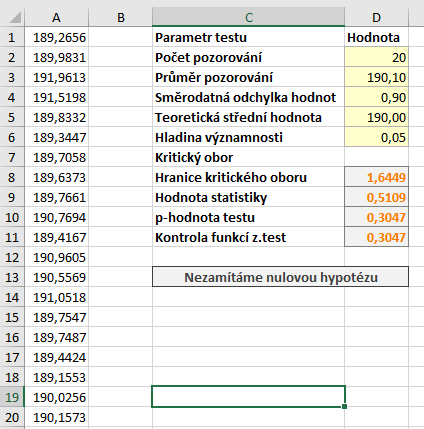 A B C D
1 189,2656 Parametr testu Hodnota
2 189,9831 Počet pozorování 20
3 191,9613 Průměr pozorování 190,10
4 191,5198 Směrodatná odchylka hodnot 0,90
5 189,8332 Teoretická střední hodnota 190,00
6 189,3447 Hladina významnosti 0,05
7 189,7058 Kritický obor
8 189,6373 Hranice kritického oboru 1,6449
9 189,7661 Hodnota statistiky 0,5109
10 190,7694 p-hodnota testu 0,3047
11 189,4167 Kontrola funkcí z.test 0,3047
12 190,9605
13 190,5569 Nezamítáme nulovou hypotézu
14 191,0518
15 189,7547
16 189,7487
17 189,4424
18 189,1553
19 190,0256
20 190,1573